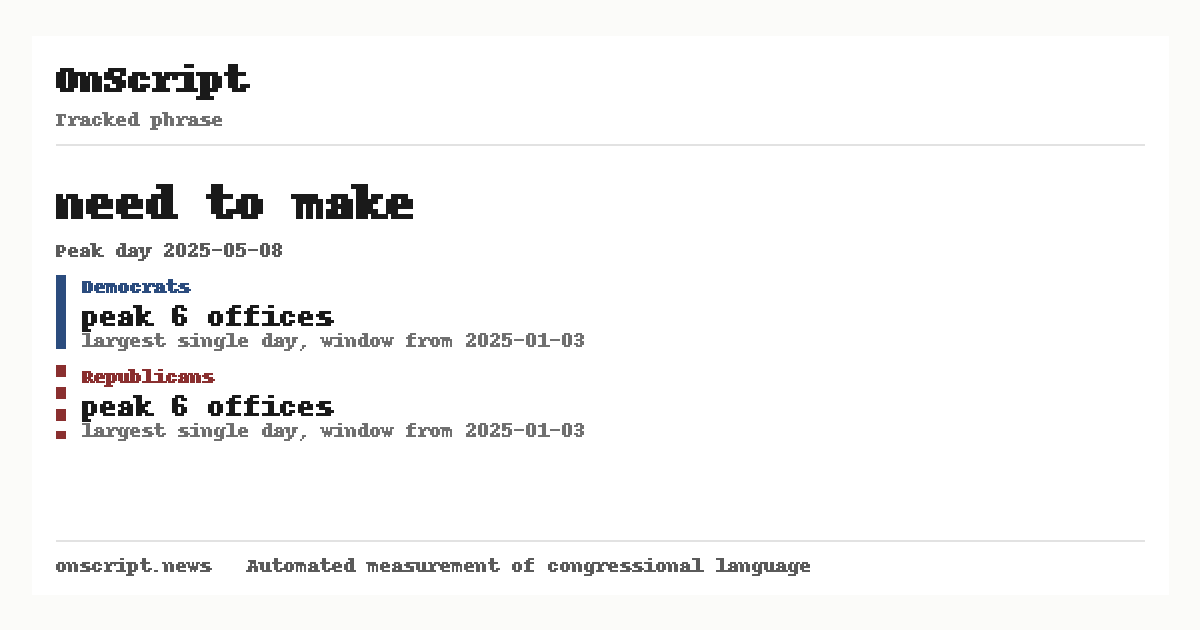 OnScript
Tracked phrase
need to make
Peak day 2025-05-08
Democrats
peak 6 offices
largest single day, window from 2025-01-03
Republicans
peak 6 offices
largest single day, window from 2025-01-03
onscript.news Automated measurement of congressional language